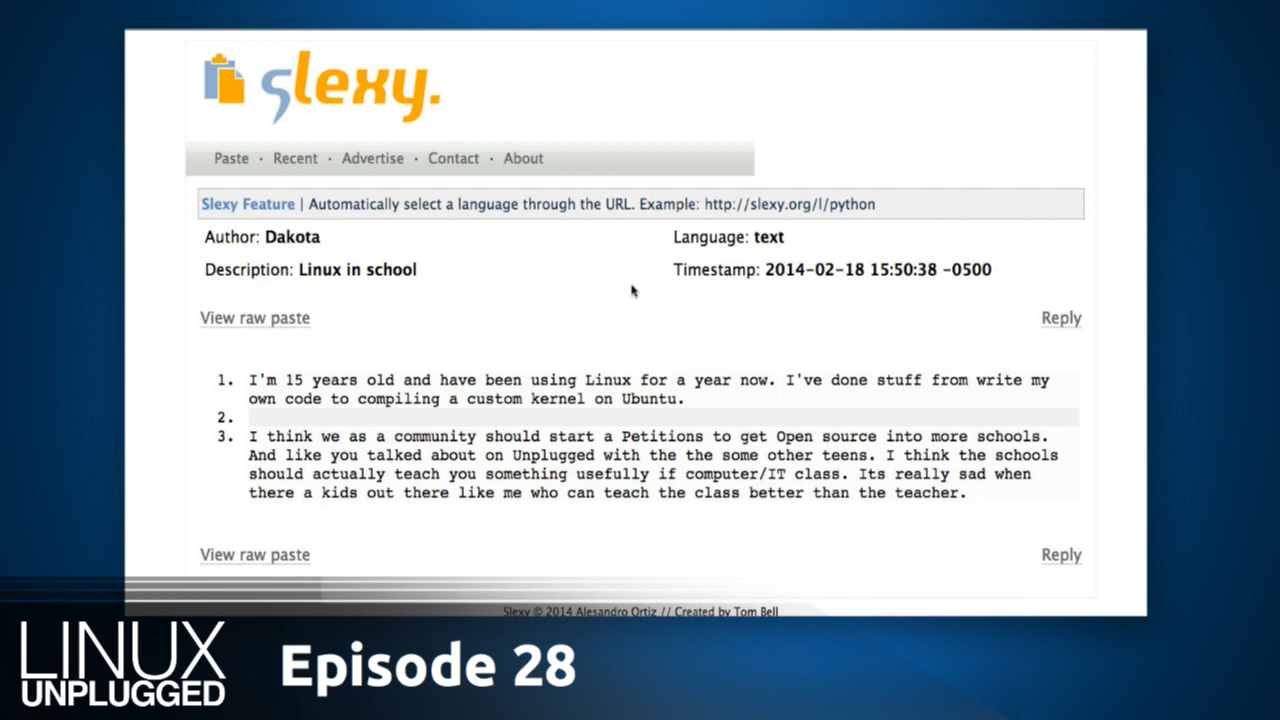 slexy.
Paste · Recent · Advertise · Contact · About
Slexy Feature | Automatically select a language through the URL. Example: http://slexy.org/l/python
Author: Dakota
Language: text
Description: Linux in school
Timestamp: 2014-02-18 15:50:38 -0500
View raw paste
Reply
1. I'm 15 years old and have been using Linux for a year now. I've done stuff from write my
own code to compiling a custom kernel on Ubuntu.
2.
3. I think we as a community should start a Petitions to get Open source into more schools.
And like you talked about on Unplugged with the the some other teens. I think the schools
should actually teach you something usefully if computer/IT class. Its really sad when
there a kids out there like me who can teach the class better than the teacher.
View raw paste
Reply
Slexy © 2014 Alesandro Ortiz // Created by Tom Bell
LINUX
UNPLUGGED
Episode 28